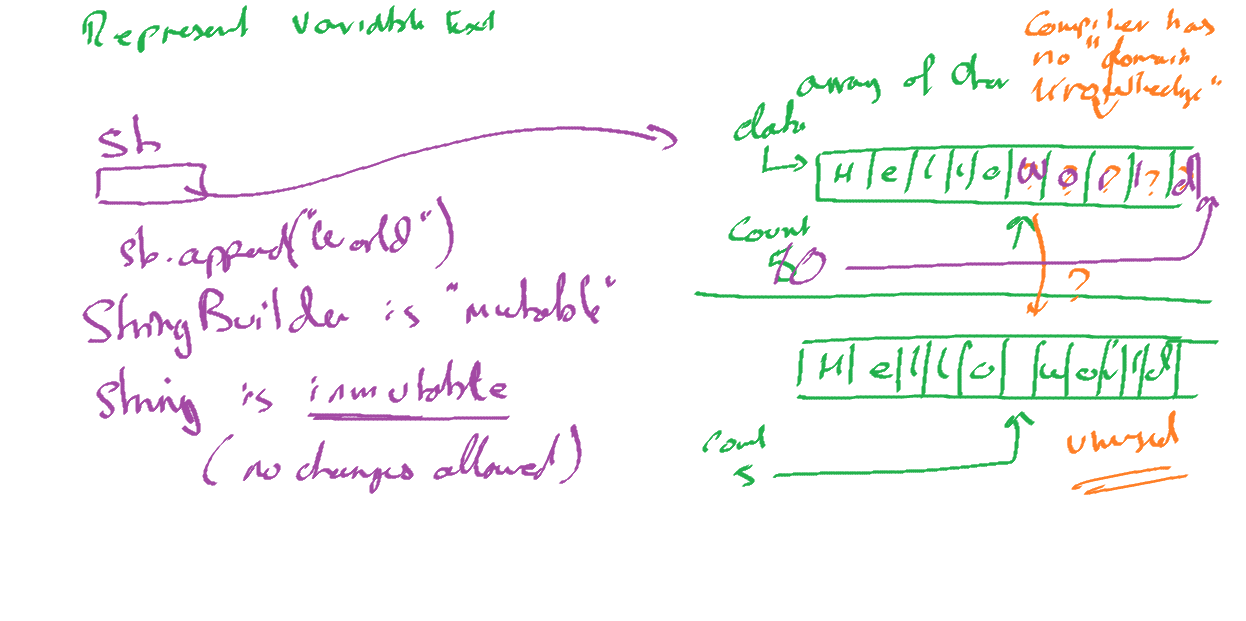 Represent variable text
Compiler has
no "domain
knowledge"
array of Char
data
sb
H e l l o W o r l d
sb.append("World")
Count
10
?
StringBuilder is "mutable"
H e l l o W o r l d
String is immutable
(no changes allowed)
Count
5
unused